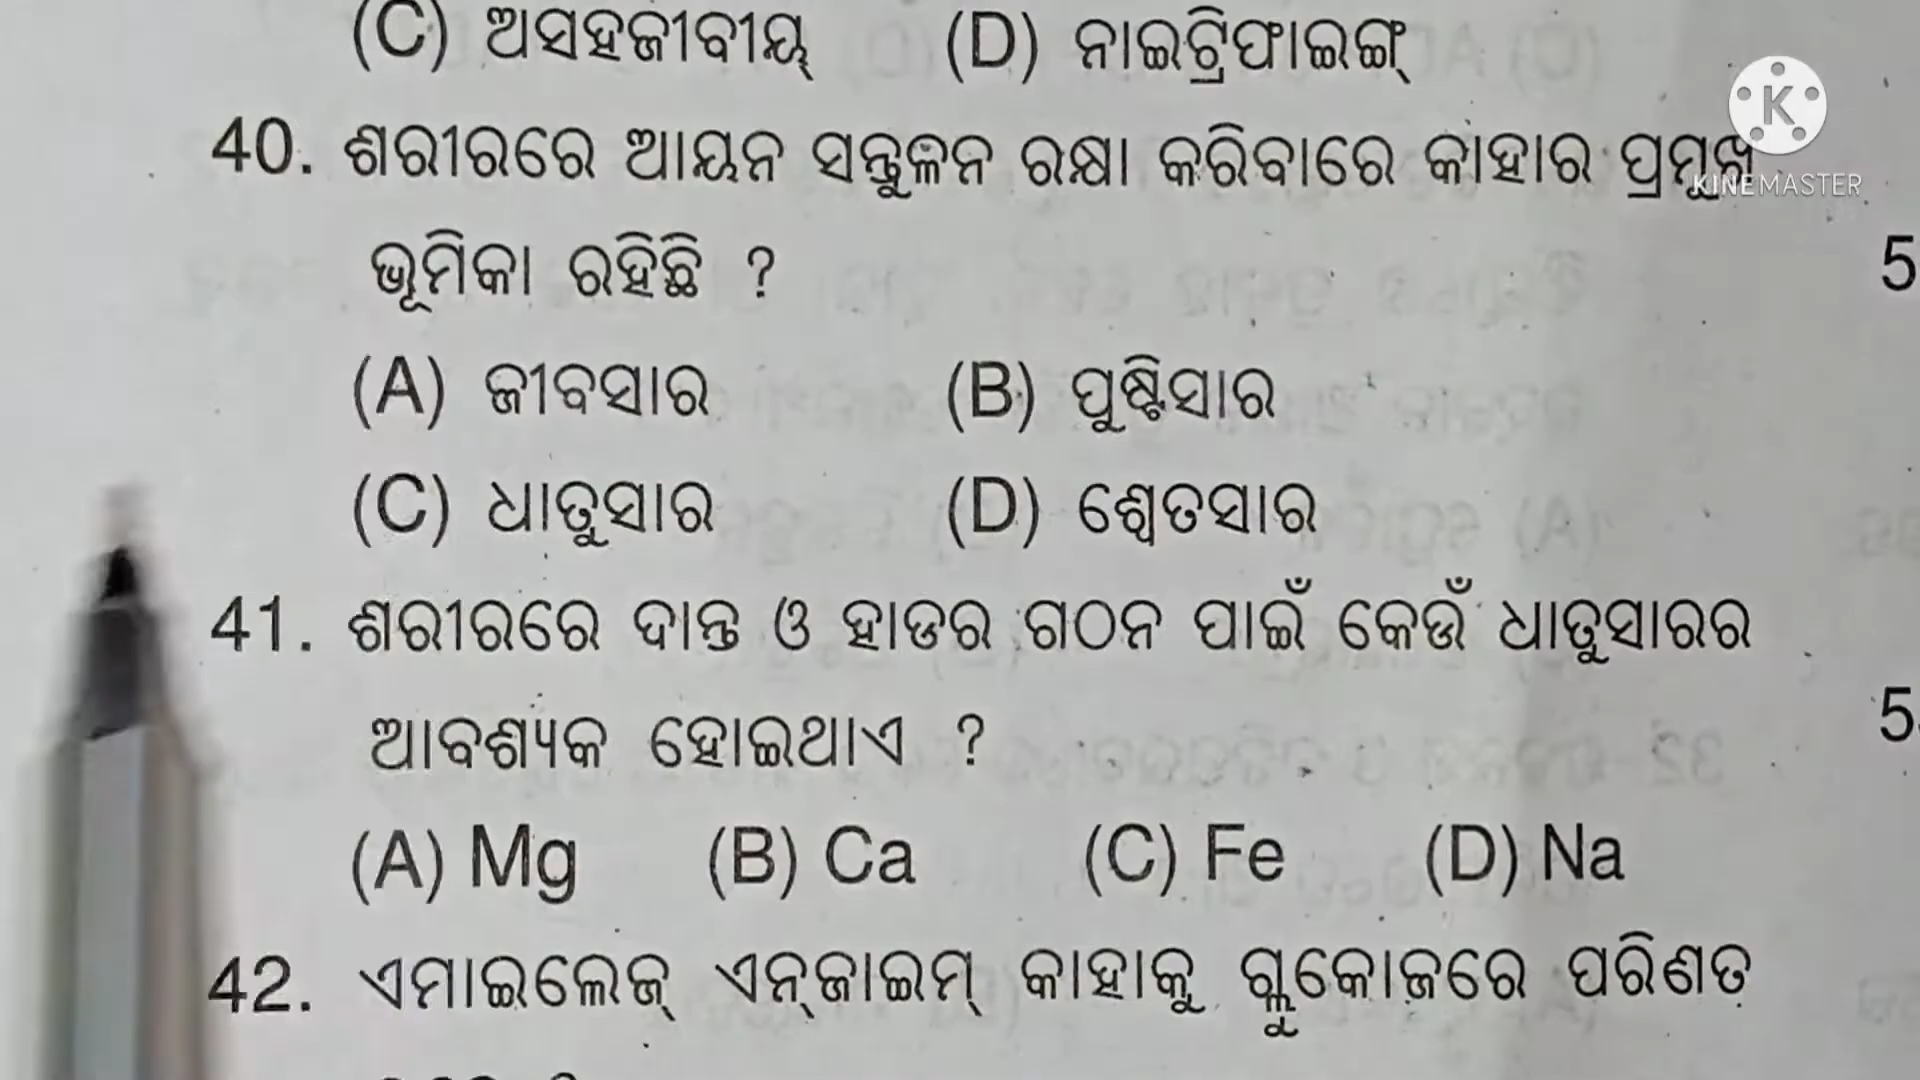 (C) ଅସହଜୀବୀୟ (D) ନାଇଟ୍ରିଫାଇଙ୍ଗ୍
40. ଶରୀରରେ ଆୟନ ସନ୍ତୁଳନ ରକ୍ଷା କରିବାରେ କାହାର ପ୍ରମୁଖ
K
KINEMASTER
ଭୂମିକା ରହିଛି ?
5
(A) ଜୀବସାର (B) ପୁଷ୍ଟିସାର
(C) ଧାତୁସାର (D) ଶ୍ୱେତସାର
41. ଶରୀରରେ ଦାନ୍ତ ଓ ହାଡର ଗଠନ ପାଇଁ କେଉଁ ଧାତୁସାରର
5
ଆବଶ୍ୟକ ହୋଇଥାଏ ?
(A) Mg (B) Ca (C) Fe (D) Na
42. ଏମାଇଲେଜ୍ ଏନ୍‌ଜାଇମ୍ କାହାକୁ ଗ୍ଲୁକୋଜରେ ପରିଣତ